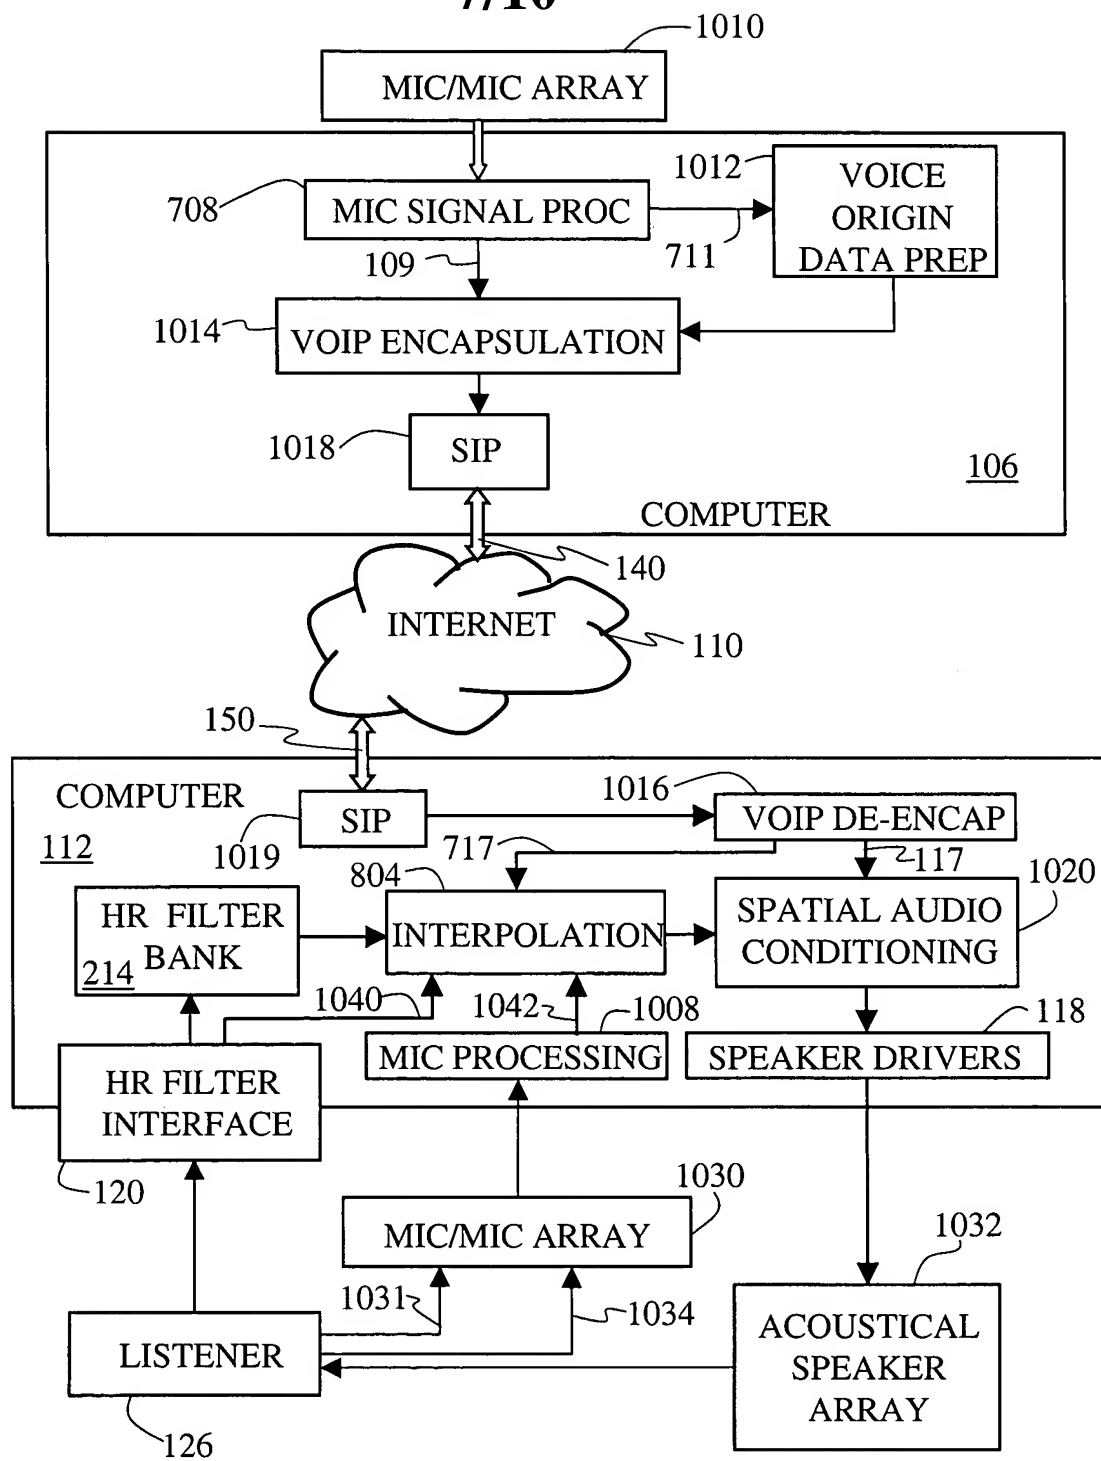 7/10
1010
MIC/MIC ARRAY
1012
VOICE
ORIGIN
DATA PREP
708
MIC SIGNAL PROC
711
109
1014
VOIP ENCAPSULATION
1018
SIP
106
COMPUTER
140
INTERNET
110
150
COMPUTER
112
SIP
1019
1016
VOIP DE-ENCAP
717
117
804
1020
HR FILTER
BANK
214
INTERPOLATION
SPATIAL AUDIO
CONDITIONING
1040
1042
1008
118
MIC PROCESSING
SPEAKER DRIVERS
HR FILTER
INTERFACE
120
1030
MIC/MIC ARRAY
1032
1031
1034
LISTENER
126
ACOUSTICAL
SPEAKER
ARRAY